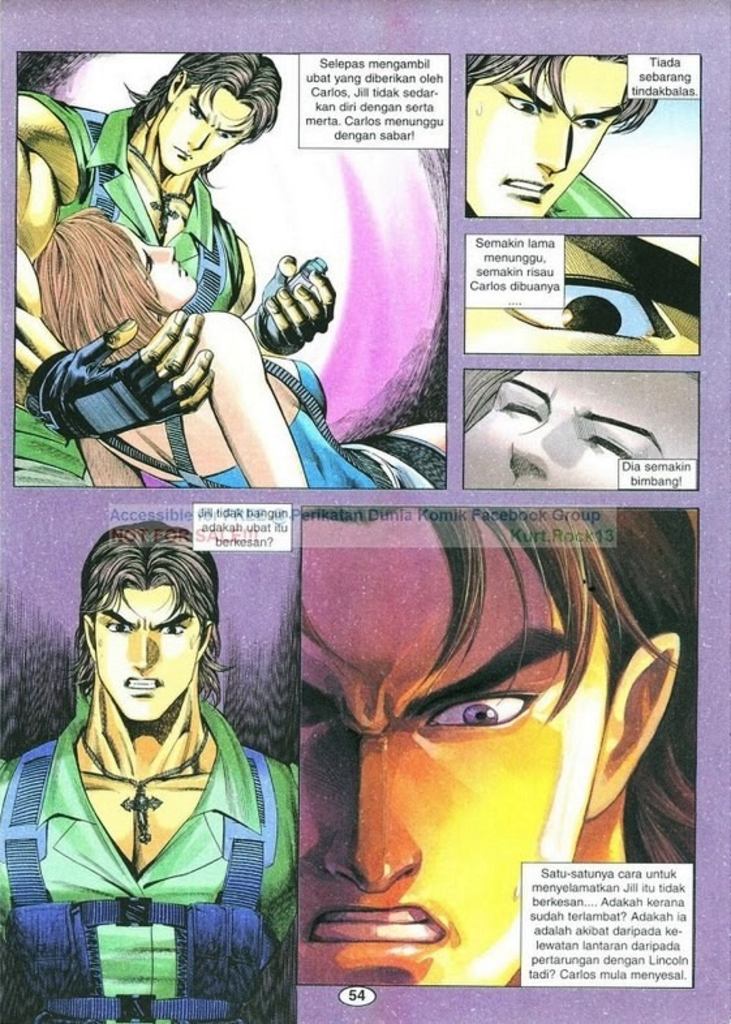 Selepas mengambil
ubat yang diberikan oleh
Carlos, Jill tidak sedar-
kan diri dengan serta
merta. Carlos menunggu
dengan sabar!
Tiada
sebarang
tindakbalas.
Semakin lama
menunggu,
semakin risau
Carlos dibuanya
....
Dia semakin
bimbang!
Jill tidak bangun,
adakah ubat itu
berkesan?
Accessible Perikatan Dunia Komik Facebook Group
NOT FOR SALE!!! Kurt.Rock13
Satu-satunya cara untuk
menyelamatkan Jill itu tidak
berkesan.... Adakah kerana
sudah terlambat? Adakah ia
adalah akibat daripada ke-
lewatan lantaran daripada
pertarungan dengan Lincoln
tadi? Carlos mula menyesal.
54